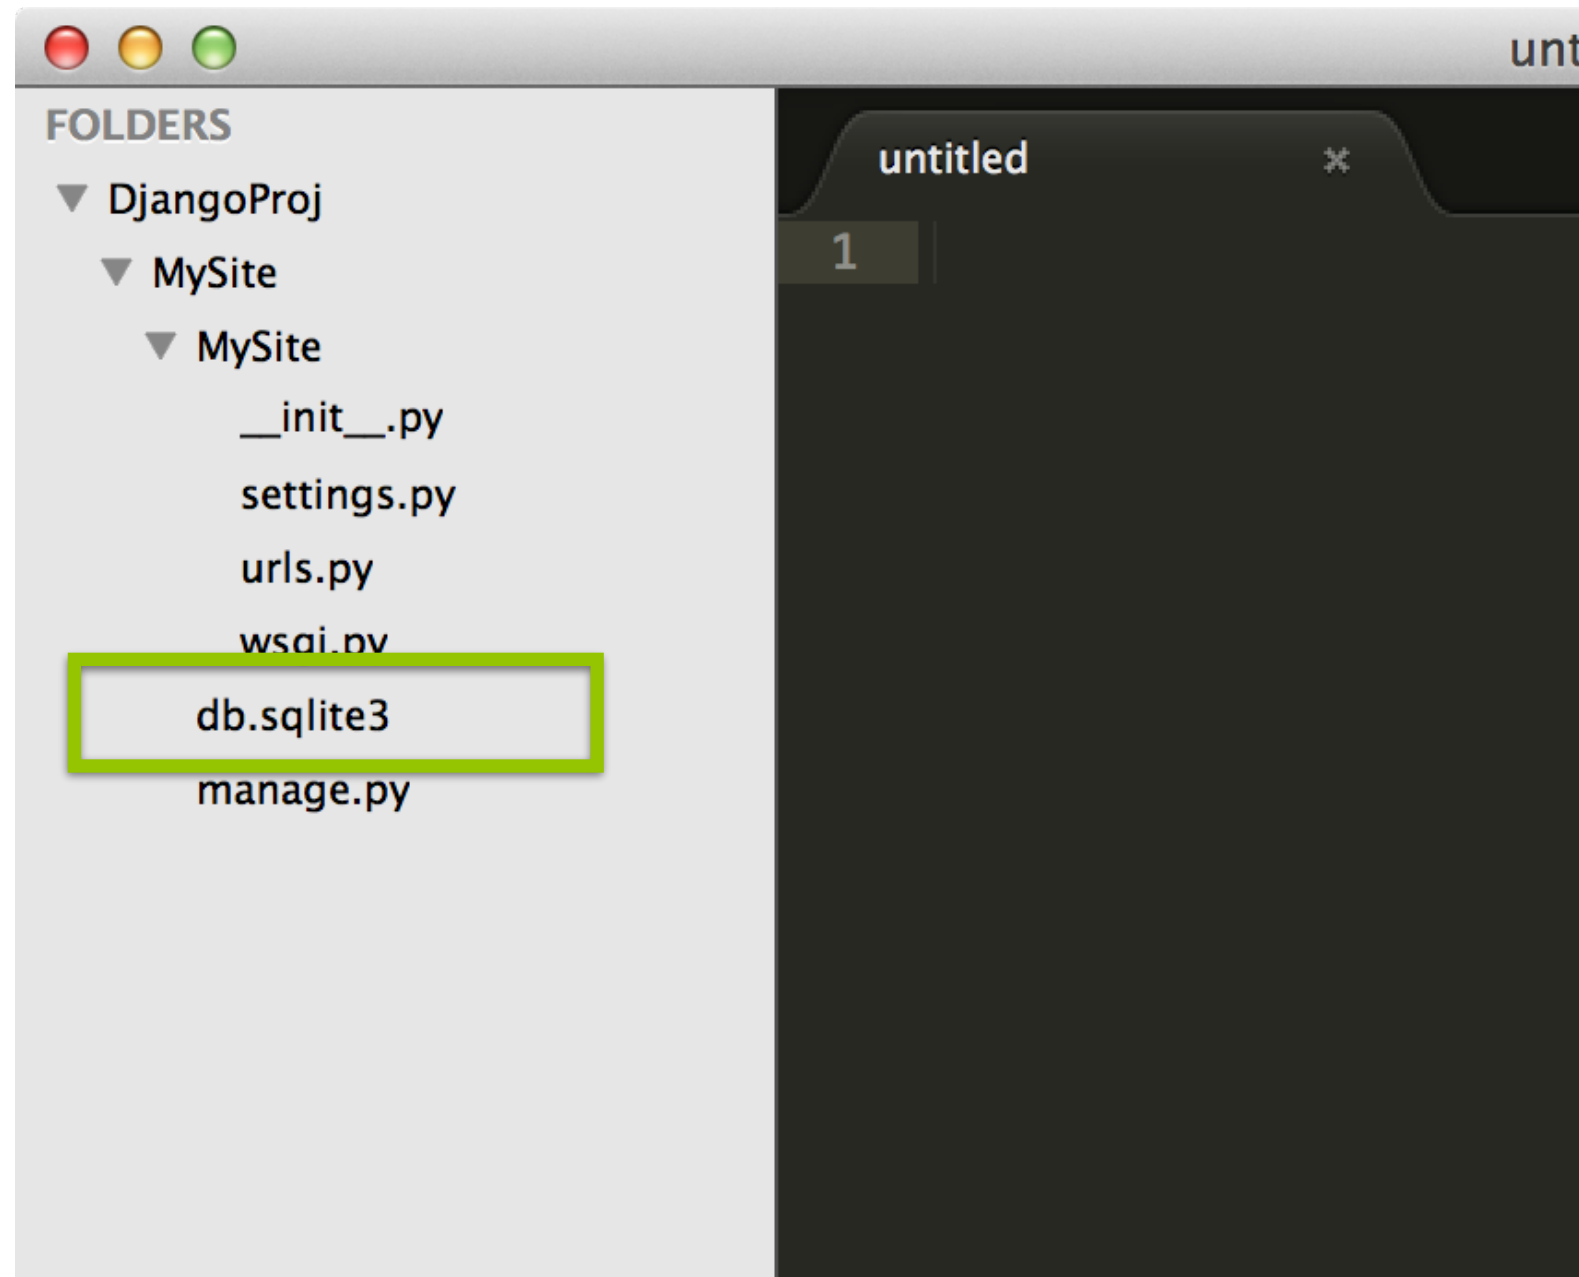 unt
FOLDERS
DjangoProj
MySite
MySite
__init__.py
settings.py
urls.py
wsgi.py
db.sqlite3
manage.py
untitled
1